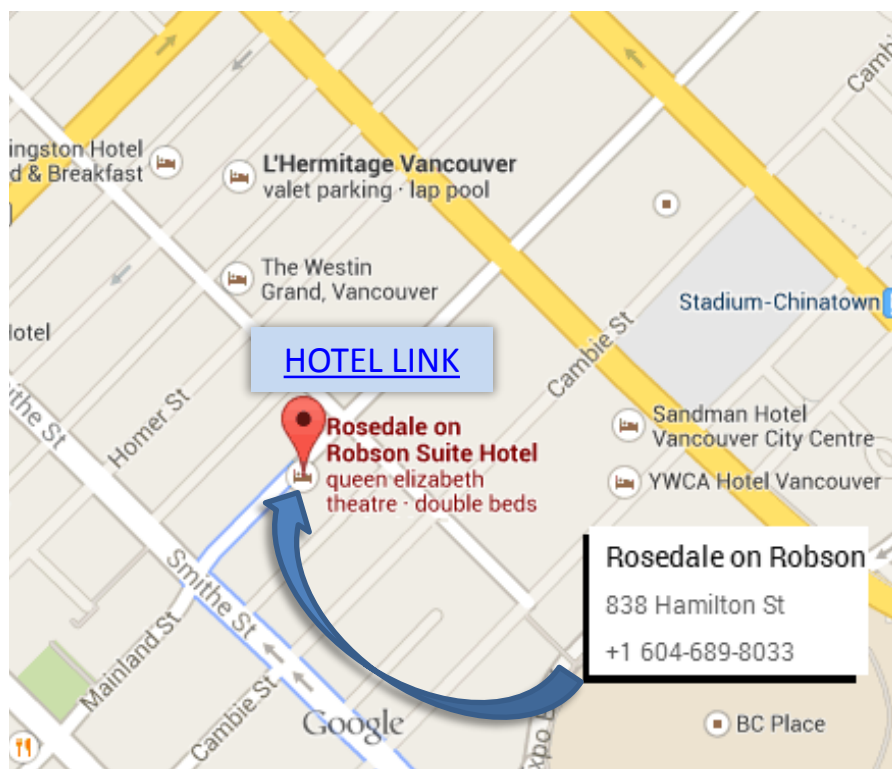 Cambi
ingston Hotel
d & Breakfast
L'Hermitage Vancouver
valet parking · lap pool
The Westin
Grand, Vancouver
Stadium-Chinatown
Hotel
HOTEL LINK
Cambie St
ithe St
Homer St
Rosedale on
Robson Suite Hotel
queen elizabeth
theatre · double beds
Sandman Hotel
Vancouver City Centre
YWCA Hotel Vancouver
Rosedale on Robson
838 Hamilton St
+1 604-689-8033
Smithe St
Mainland St
Cambie St
Google
xpo B
BC Place